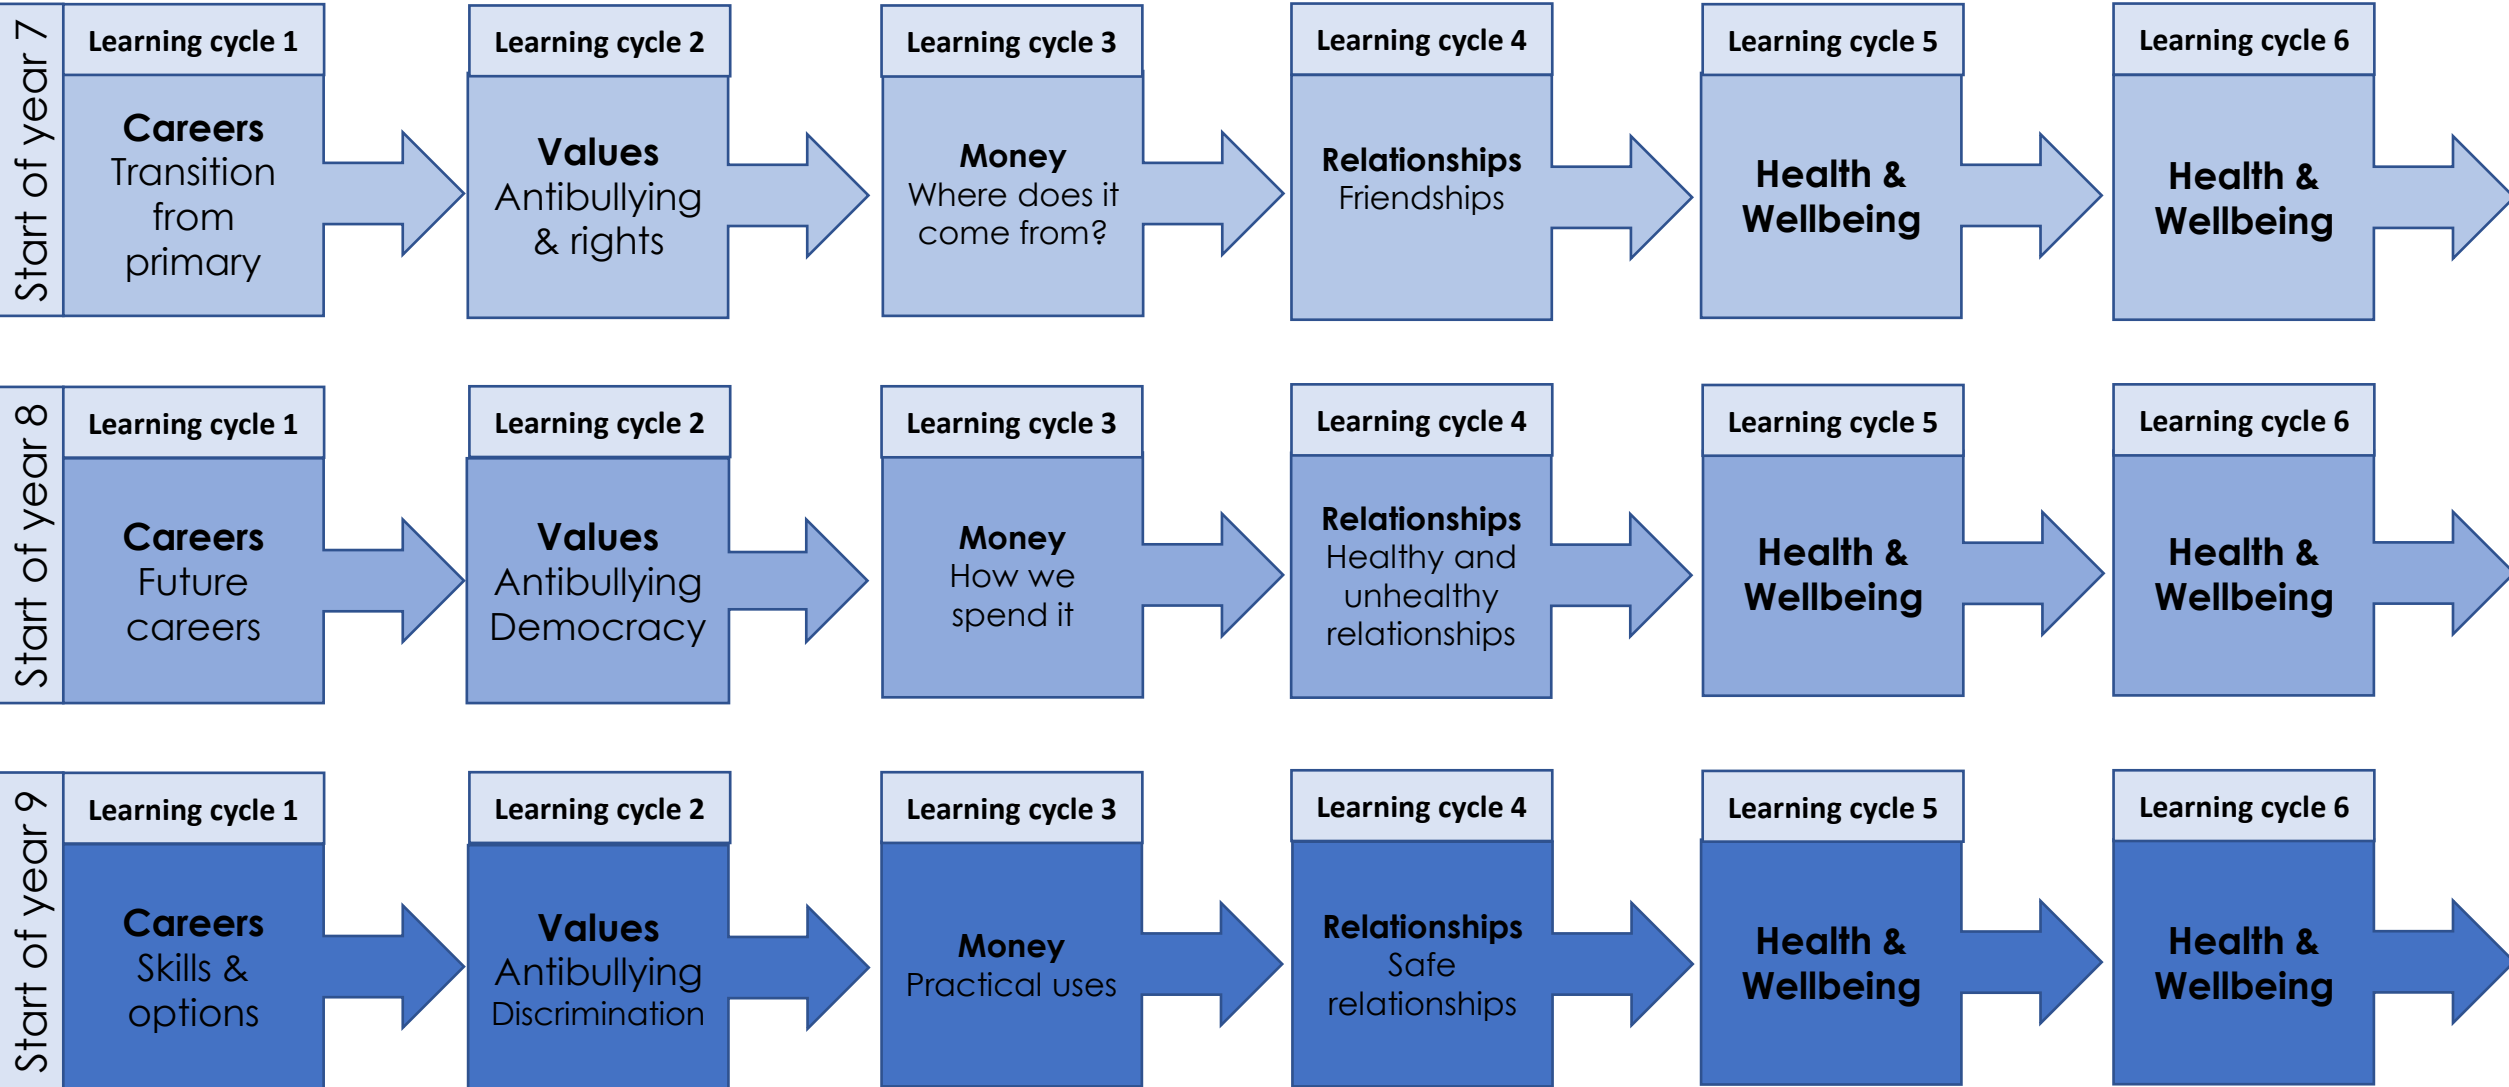 Start of year 7
Learning cycle 1
Careers
Transition
from
primary
Learning cycle 2
Values
Antibullying
& rights
Learning cycle 3
Money
Where does it
come from?
Learning cycle 4
Relationships
Friendships
Learning cycle 5
Health &
Wellbeing
Learning cycle 6
Health &
Wellbeing
Start of year 8
Learning cycle 1
Careers
Future
careers
Learning cycle 2
Values
Antibullying
Democracy
Learning cycle 3
Money
How we
spend it
Learning cycle 4
Relationships
Healthy and
unhealthy
relationships
Learning cycle 5
Health &
Wellbeing
Learning cycle 6
Health &
Wellbeing
Start of year 9
Learning cycle 1
Careers
Skills &
options
Learning cycle 2
Values
Antibullying
Discrimination
Learning cycle 3
Money
Practical uses
Learning cycle 4
Relationships
Safe
relationships
Learning cycle 5
Health &
Wellbeing
Learning cycle 6
Health &
Wellbeing